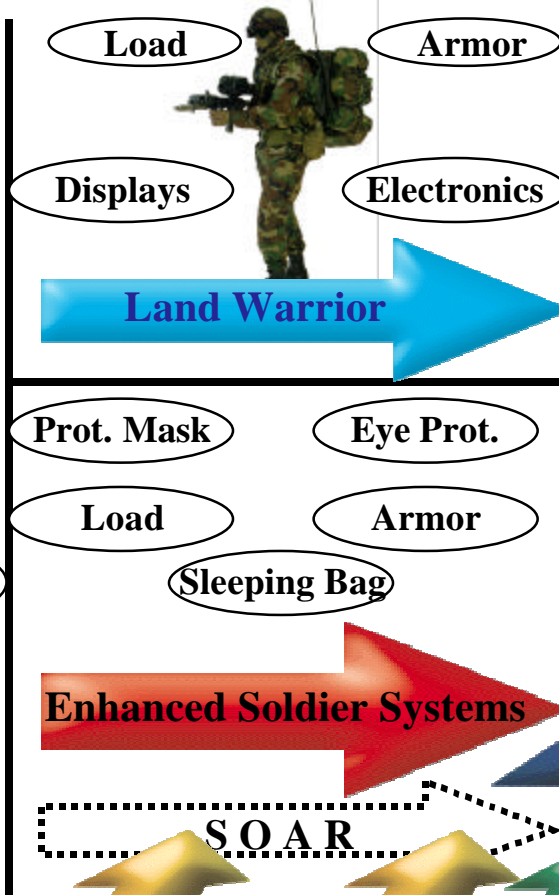 Load Armor
Displays Electronics
Land Warrior
Prot. Mask Eye Prot.
Load Armor
Sleeping Bag
Enhanced Soldier Systems
S O A R